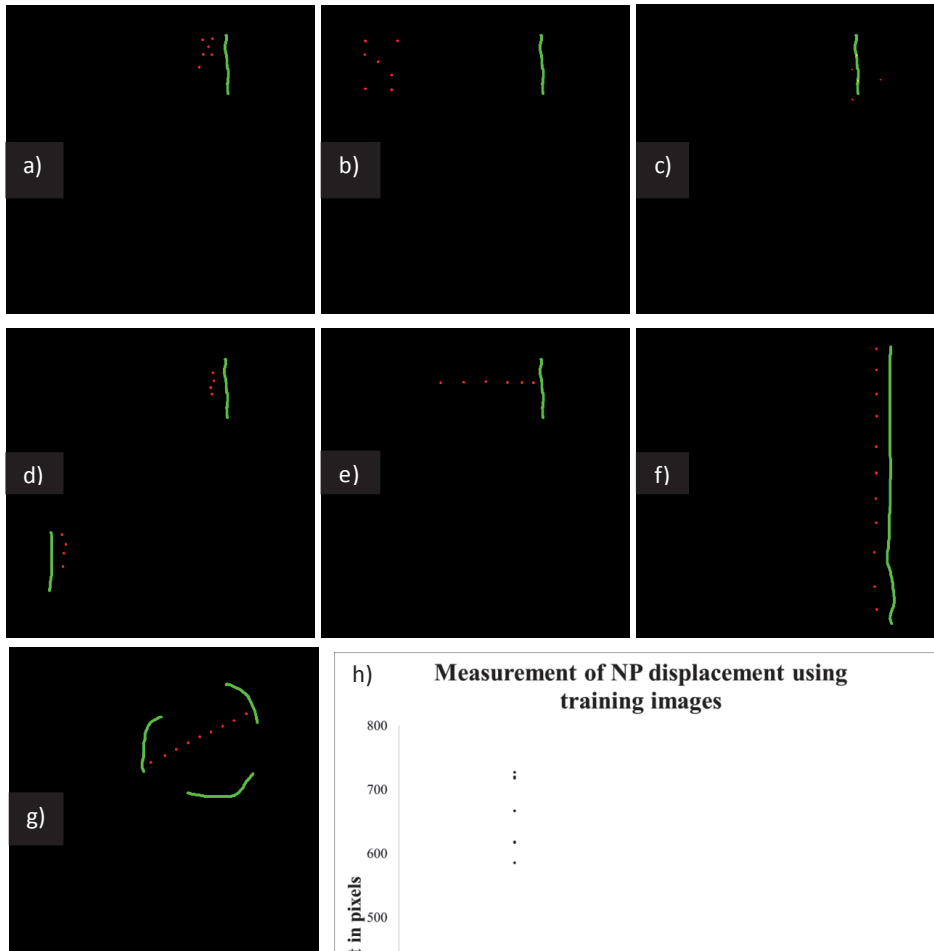 a)
b)
c)
d)
e)
f)
g)
h)
Measurement of NP displacement using
training images
800
700
600
500
in pixels